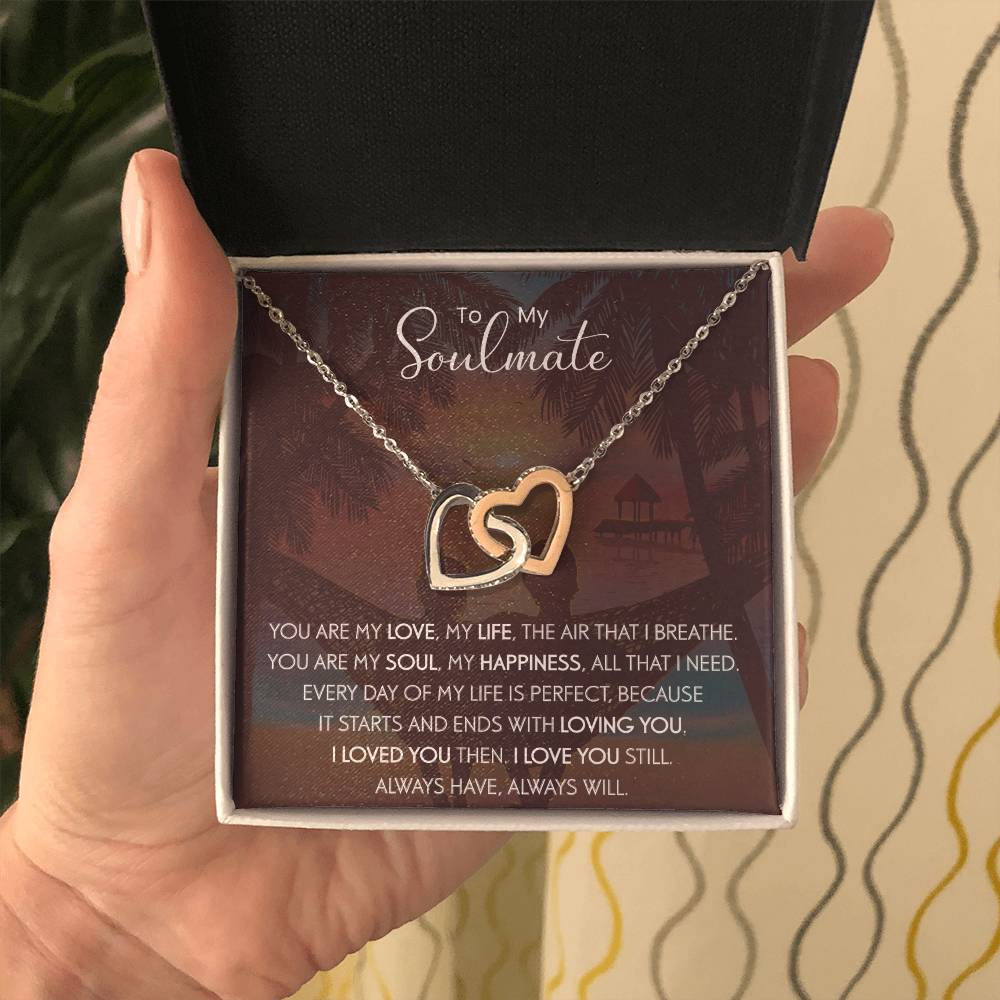 To My
Soulmate
YOU ARE MY LOVE, MY LIFE, THE AIR THAT I BREATHE.
YOU ARE MY SOUL, MY HAPPINESS, ALL THAT I NEED.
EVERY DAY OF MY LIFE IS PERFECT, BECAUSE
IT STARTS AND ENDS WITH LOVING YOU,
I LOVED YOU THEN, I LOVE YOU STILL.
ALWAYS HAVE, ALWAYS WILL.